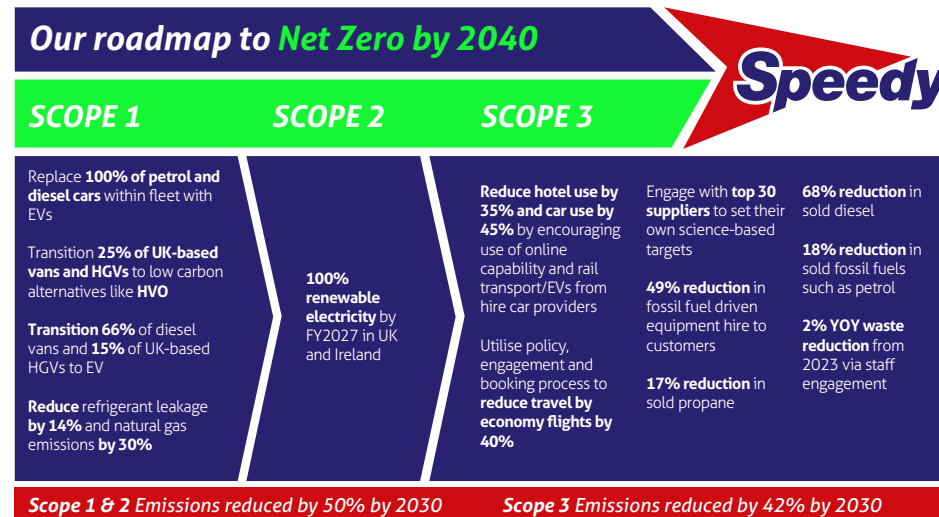 Our roadmap to Net Zero by 2040
Speedy
SCOPE 1
SCOPE 2
SCOPE 3
Replace 100% of petrol and
diesel cars within fleet with
EVs
Transition 25% of UK-based
vans and HGVs to low carbon
alternatives like HVO
Transition 66% of diesel
vans and 15% of UK-based
HGVs to EV
Reduce refrigerant leakage
by 14% and natural gas
emissions by 30%
100%
renewable
electricity by
FY2027 in UK
and Ireland
Reduce hotel use by
35% and car use by
45% by encouraging
use of online
capability and rail
transport/EVs from
hire car providers
Utilise policy,
engagement and
booking process to
reduce travel by
economy flights by
40%
Engage with top 30
suppliers to set their
own science-based
targets
49% reduction in
fossil fuel driven
equipment hire to
customers
17% reduction in
sold propane
68% reduction in
sold diesel
18% reduction in
sold fossil fuels
such as petrol
2% YOY waste
reduction from
2023 via staff
engagement
Scope 1 & 2 Emissions reduced by 50% by 2030
Scope 3 Emissions reduced by 42% by 2030